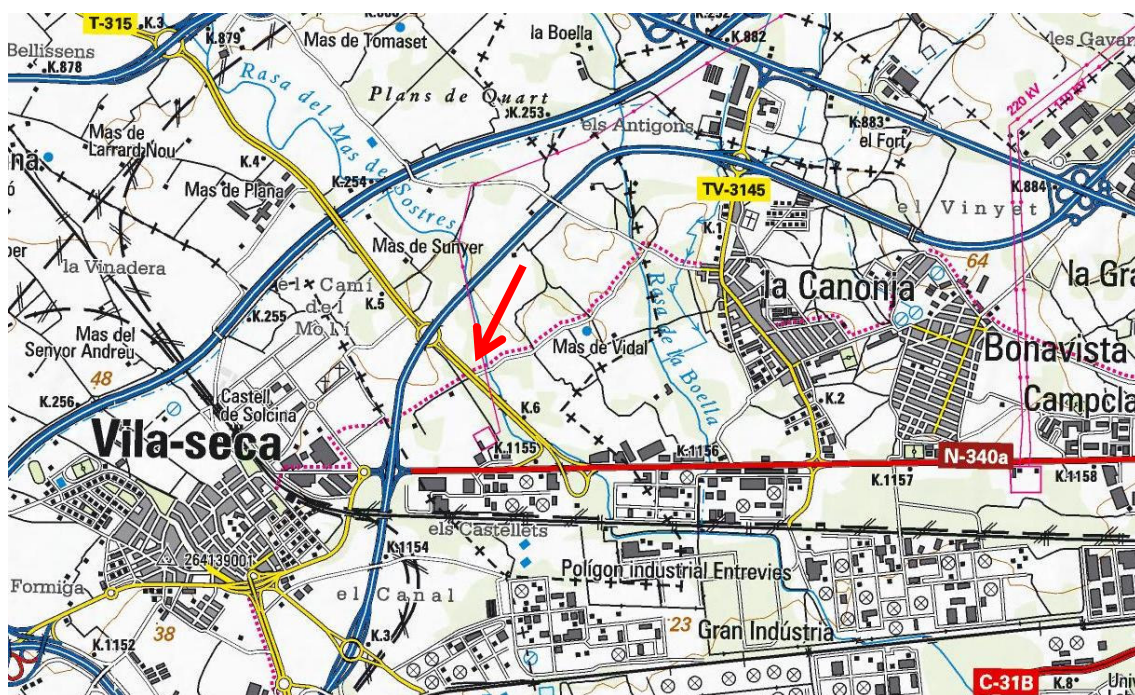 T-315
K.3
K.879
Mas de Tomaset
la Boella
K.882
les Gavar
Bellissens
K.878
Rasa del Mas de Sostres
Plans de Quart
K.253
220 kV
110 kV
els Antigons
K.883
el Fort
Mas de
Larrard Nou
K.4
K.254
Mas de Plana
TV-3145
K.884
el Vinyet
K.1
Mas de Sunyer
la Vinadera
el Camí
del
Molí
K.5
64
la Canonja
la Gra
K.255
Mas del
Senyor Andreu
Mas de Vidal
Rasa de la Boella
Bonavista
48
Castell
de Solcina
K.256
K.6
K.2
Campcla
Vila-seca
K.1155
K.1156
N-340a
K.1157
K.1158
els Castellets
264139001
K.1154
Polígon industrial Entrevies
Formiga
el Canal
38
K.3
23
Gran Indústria
K.1152
C-31B
K.8
Univ